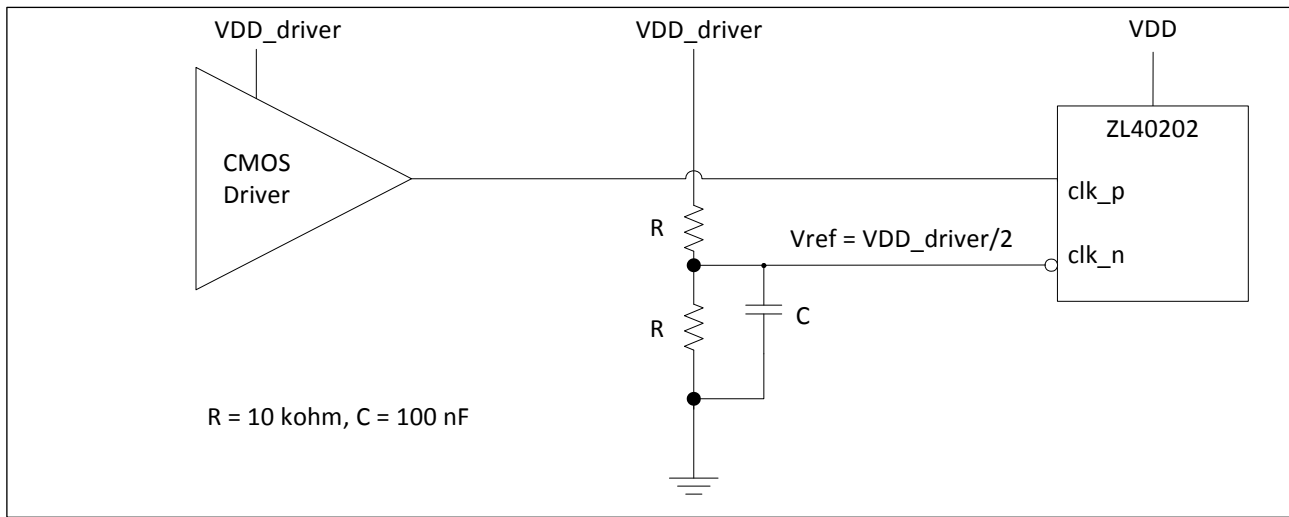 VDD_driver
VDD_driver
VDD
ZL40202
CMOS
Driver
clk_p
R
Vref = VDD_driver/2
clk_n
R
C
R = 10 kohm, C = 100 nF